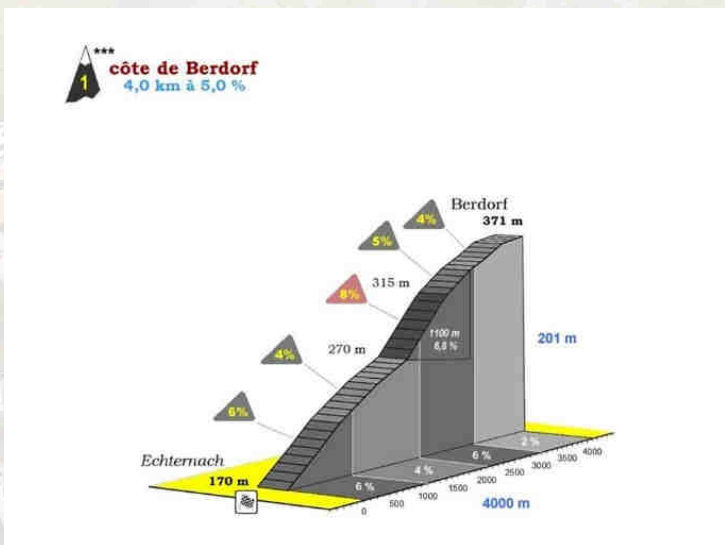 ***
1
côte de Berdorf
4,0 km à 5,0 %
Berdorf
371 m
4%
5%
315 m
8%
1100 m
6,6 %
270 m
4%
201 m
6%
Echternach
170 m
6 %
4 %
6 %
2 %
0
500
1000
1500
2000
2500
3000
3500
4000
4000 m